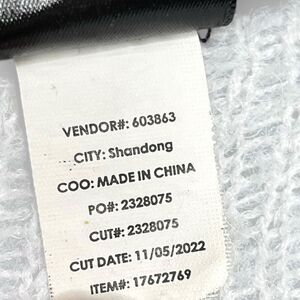 VENDOR#: 603863
CITY: Shandong
COO: MADE IN CHINA
PO#: 2328075
CUT#: 2328075
CUT DATE: 11/05/2022
ITEM#: 17672769